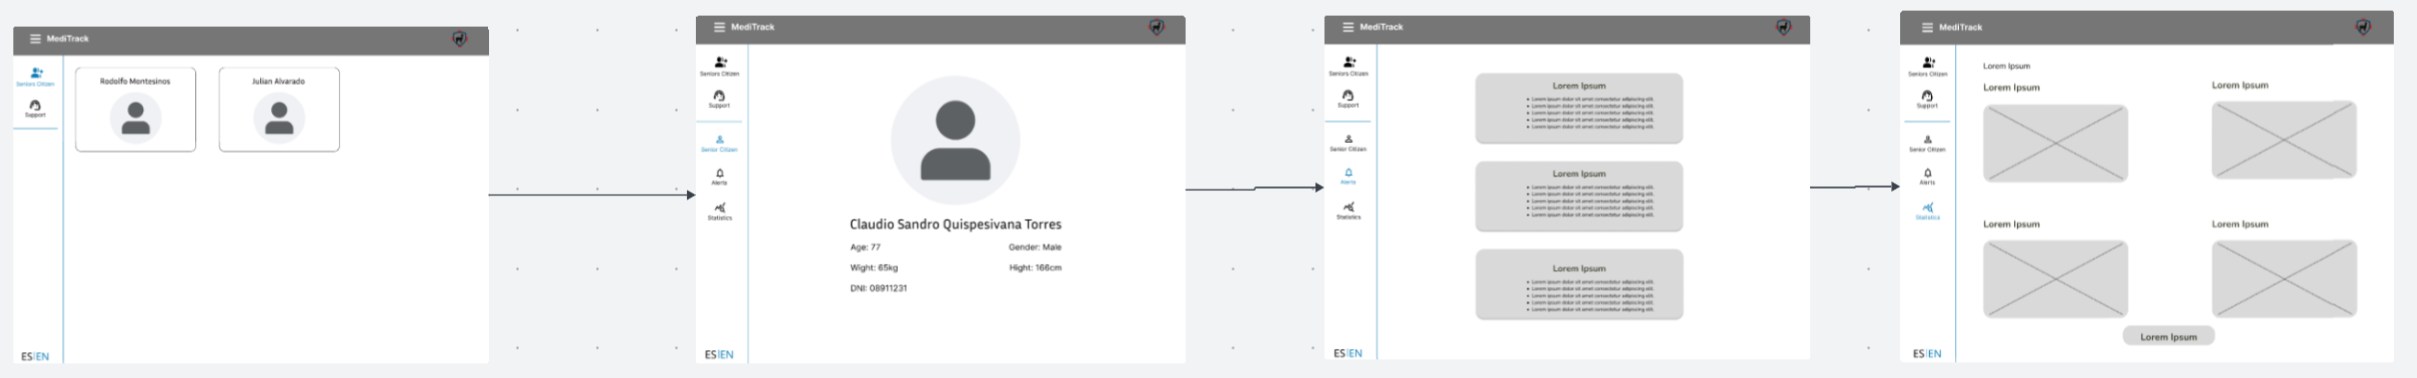 MediTrack
Seniors Citizen
Support
Rodolfo Montesinos
Julian Alvarado
ES|EN
MediTrack
Seniors Citizen
Support
Senior Citizen
Alerts
Statistics
Claudio Sandro Quispesivana Torres
Age: 77 Gender: Male
Wight: 65kg Hight: 166cm
DNI: 08911231
ES|EN
MediTrack
Seniors Citizen
Support
Senior Citizen
Alerts
Statistics
Lorem Ipsum
• Lorem ipsum dolor sit amet consectetur adipiscing elit.
• Lorem ipsum dolor sit amet consectetur adipiscing elit.
• Lorem ipsum dolor sit amet consectetur adipiscing elit.
• Lorem ipsum dolor sit amet consectetur adipiscing elit.
• Lorem ipsum dolor sit amet consectetur adipiscing elit.
Lorem Ipsum
• Lorem ipsum dolor sit amet consectetur adipiscing elit.
• Lorem ipsum dolor sit amet consectetur adipiscing elit.
• Lorem ipsum dolor sit amet consectetur adipiscing elit.
• Lorem ipsum dolor sit amet consectetur adipiscing elit.
• Lorem ipsum dolor sit amet consectetur adipiscing elit.
Lorem Ipsum
• Lorem ipsum dolor sit amet consectetur adipiscing elit.
• Lorem ipsum dolor sit amet consectetur adipiscing elit.
• Lorem ipsum dolor sit amet consectetur adipiscing elit.
• Lorem ipsum dolor sit amet consectetur adipiscing elit.
• Lorem ipsum dolor sit amet consectetur adipiscing elit.
ES|EN
MediTrack
Seniors Citizen
Support
Senior Citizen
Alerts
Statistics
Lorem Ipsum
Lorem Ipsum
Lorem Ipsum
Lorem Ipsum
Lorem Ipsum
Lorem Ipsum
ES|EN